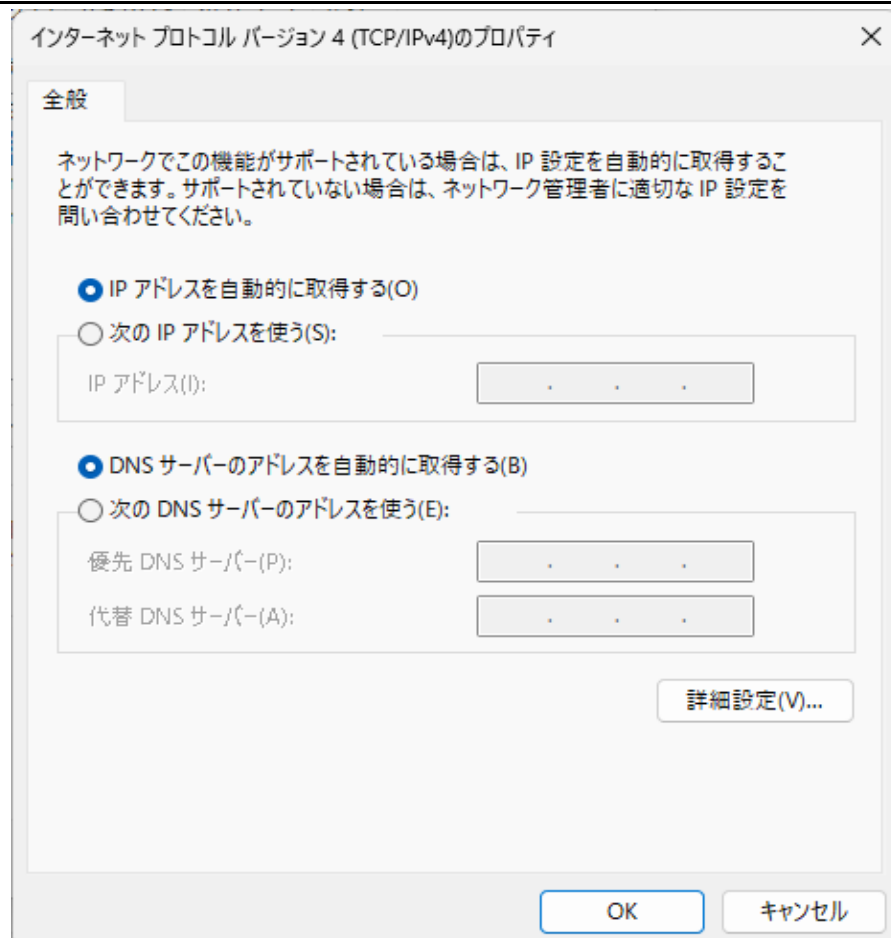 インターネット プロトコル バージョン 4 (TCP/IPv4)のプロパティ
全般
ネットワークでこの機能がサポートされている場合は、IP 設定を自動的に取得するこ
とができます。サポートされていない場合は、ネットワーク管理者に適切な IP 設定を
問い合わせてください。
IP アドレスを自動的に取得する(O)
次の IP アドレスを使う(S):
IP アドレス(I):
DNS サーバーのアドレスを自動的に取得する(B)
次の DNS サーバーのアドレスを使う(E):
優先 DNS サーバー(P):
代替 DNS サーバー(A):
詳細設定(V)...
OK
キャンセル